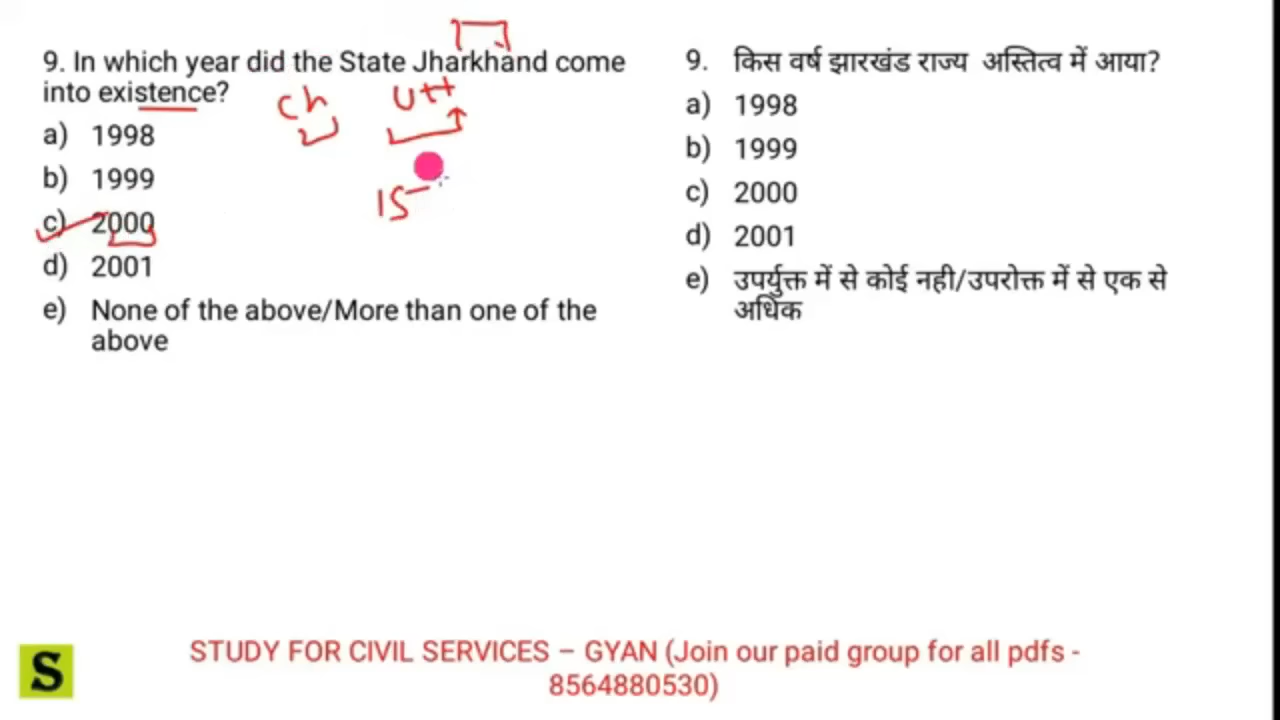 9. In which year did the State Jharkhand come
into existence?
ch
Utt
a) 1998
b) 1999
15-
c) 2000
d) 2001
e) None of the above/More than one of the
above
9. किस वर्ष झारखंड राज्य अस्तित्व में आया?
a) 1998
b) 1999
c) 2000
d) 2001
e) उपर्युक्त में से कोई नही/उपरोक्त में से एक से
अधिक
S
STUDY FOR CIVIL SERVICES – GYAN (Join our paid group for all pdfs -
8564880530)